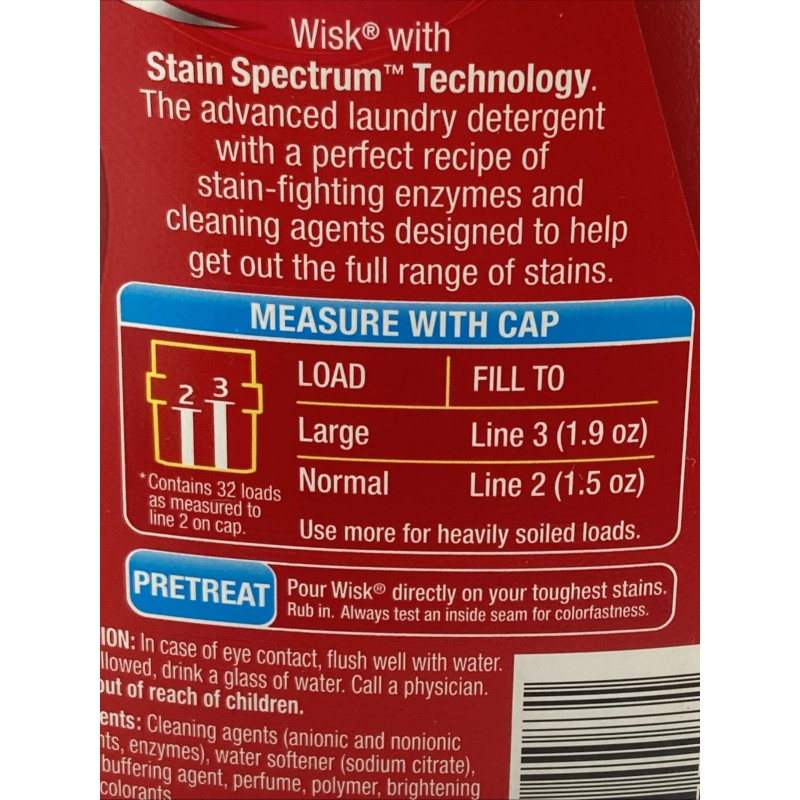 Wisk® with
Stain Spectrum™ Technology.
The advanced laundry detergent
with a perfect recipe of
stain-fighting enzymes and
cleaning agents designed to help
get out the full range of stains.
MEASURE WITH CAP
2 3
LOAD FILL TO
Large Line 3 (1.9 oz)
Normal Line 2 (1.5 oz)
*Contains 32 loads
as measured to
line 2 on cap.
Use more for heavily soiled loads.
PRETREAT
Pour Wisk® directly on your toughest stains.
Rub in. Always test an inside seam for colorfastness.
ION: In case of eye contact, flush well with water.
llowed, drink a glass of water. Call a physician.
out of reach of children.
ents: Cleaning agents (anionic and nonionic
nts, enzymes), water softener (sodium citrate),
buffering agent, perfume, polymer, brightening
colorants